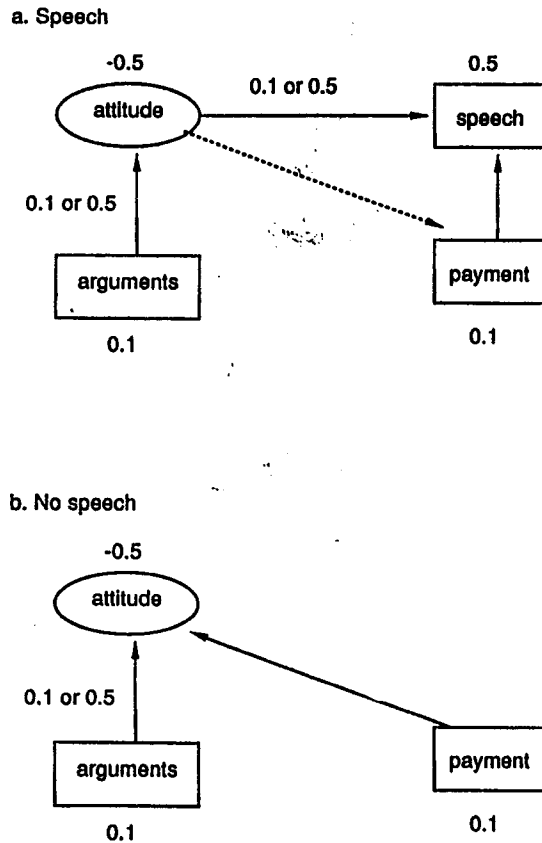 a. Speech
-0.5
0.5
0.1 or 0.5
attitude
speech
0.1 or 0.5
arguments
payment
0.1
0.1
b. No speech
-0.5
attitude
0.1 or 0.5
arguments
payment
0.1
0.1